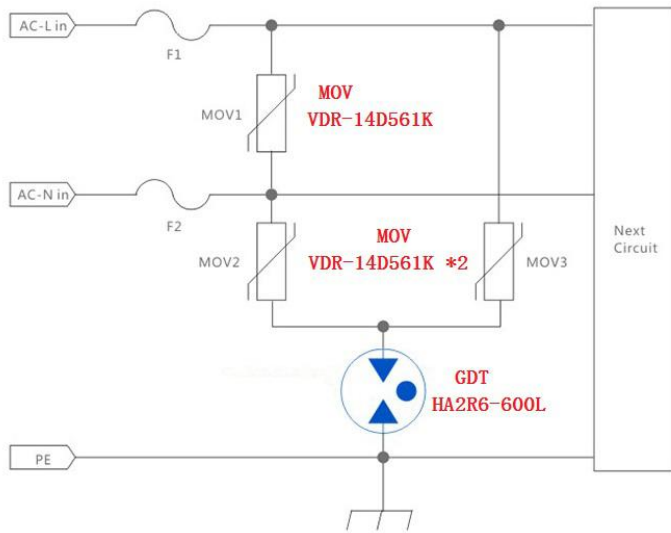 AC-L in
F1
MOV
VDR-14D561K
MOV1
AC-N in
F2
MOV
VDR-14D561K *2
MOV2
MOV3
Next
Circuit
GDT
HA2R6-600L
PE